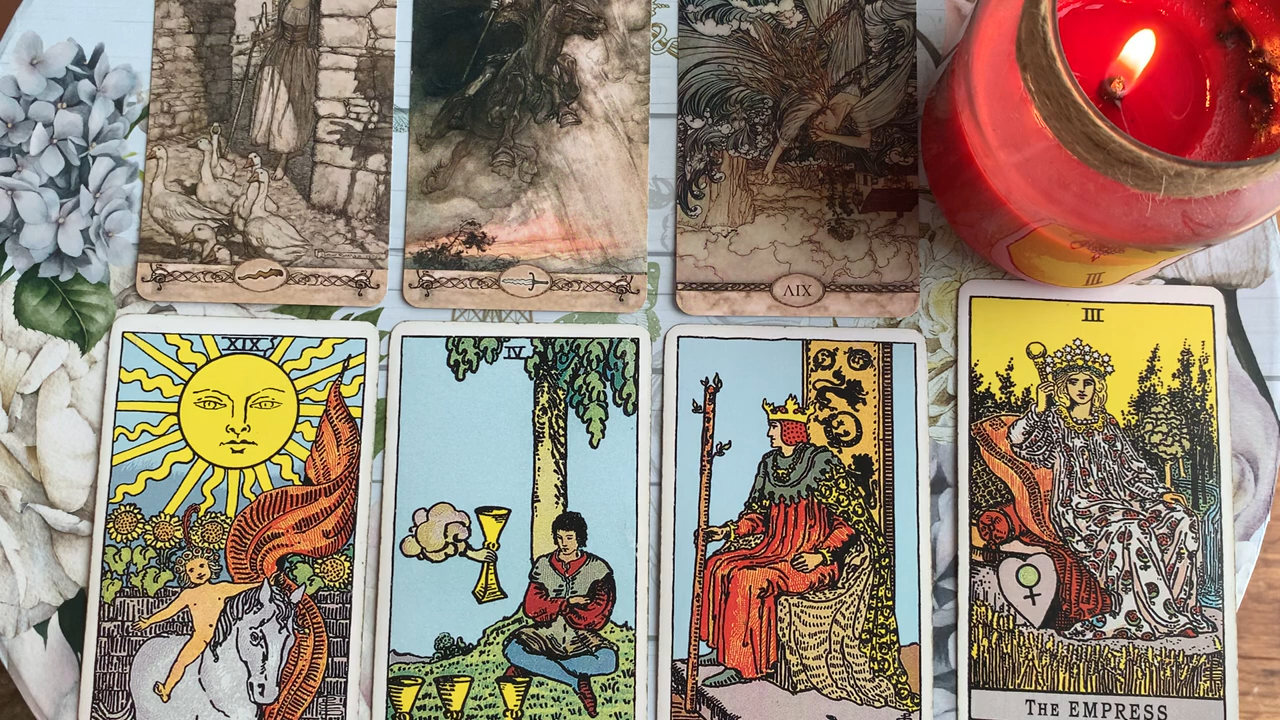 XIV
III
XIX
IV
III
THE EMPRESS